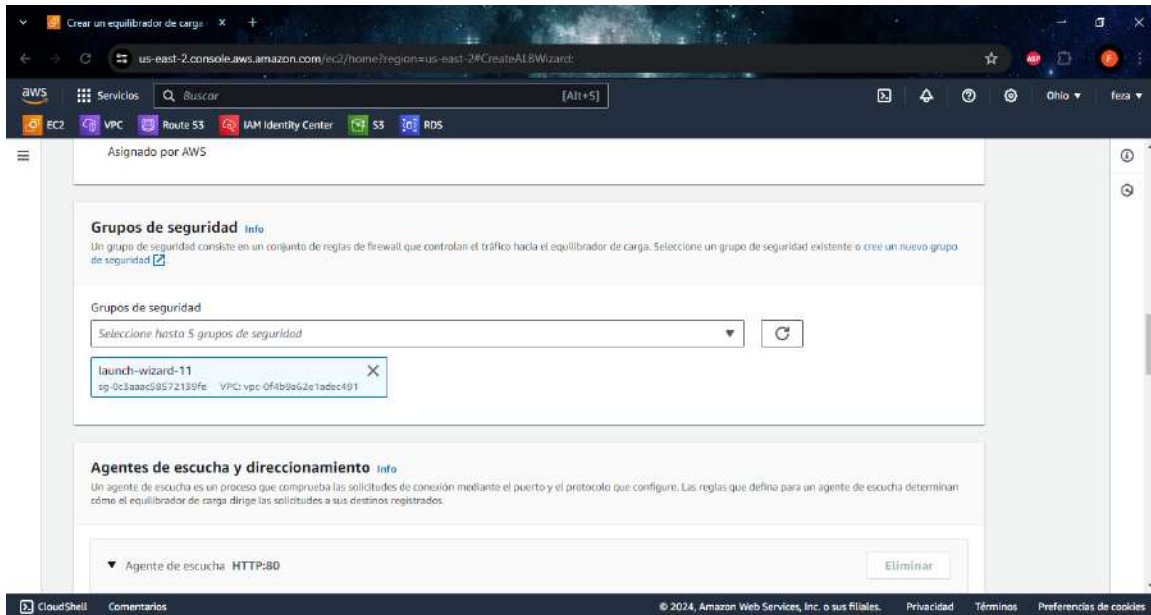 Crear un equilibrador de carga
us-east-2.console.aws.amazon.com/ec2/home?region=us-east-2#CreateALBWizard:
ABP
F
aws
Servicios
Buscar
[Alt+S]
Ohio
feza
EC2
VPC
Route 53
IAM Identity Center
S3
RDS
Asignado por AWS
Grupos de seguridad Info
Un grupo de seguridad consiste en un conjunto de reglas de firewall que controlan el tráfico hacia el equilibrador de carga. Seleccione un grupo de seguridad existente o cree un nuevo grupo
de seguridad
Grupos de seguridad
Seleccione hasta 5 grupos de seguridad
launch-wizard-11
sg-0c3aaac58572139fe VPC: vpc-0f4b9a62e1adec491
Agentes de escucha y direccionamiento Info
Un agente de escucha es un proceso que comprueba las solicitudes de conexión mediante el puerto y el protocolo que configure. Las reglas que defina para un agente de escucha determinan
cómo el equilibrador de carga dirige las solicitudes a sus destinos registrados.
Agente de escucha HTTP:80
Eliminar
CloudShell
Comentarios
© 2024, Amazon Web Services, Inc. o sus filiales.
Privacidad
Términos
Preferencias de cookies